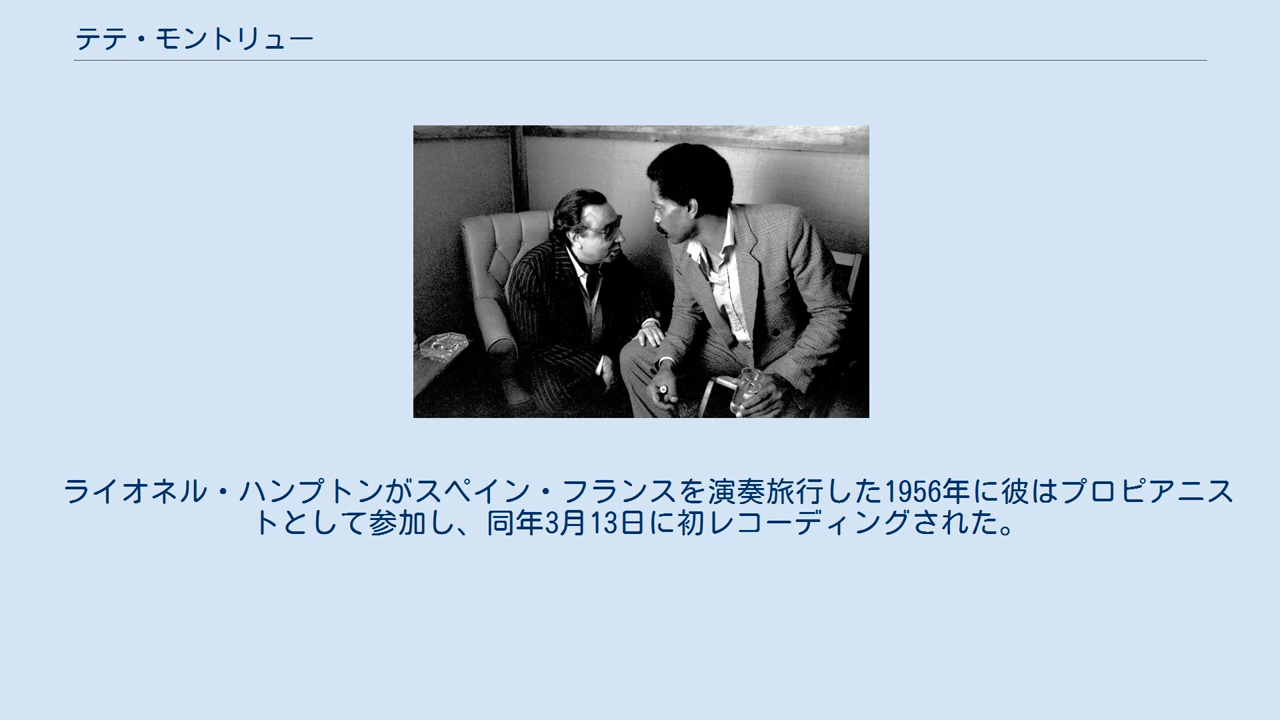 テテ・モントリュー
ライオネル・ハンプトンがスペイン・フランスを演奏旅行した1956年に彼はプロピアニス
トとして参加し、同年3月13日に初レコーディングされた。